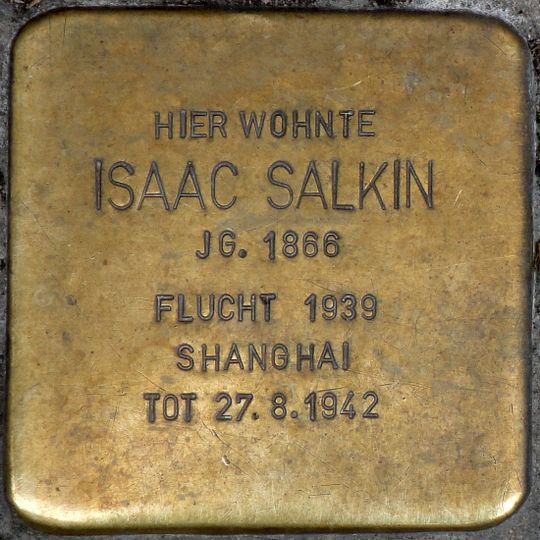 HIER WOHNTE
ISAAC SALKIN
JG. 1866
FLUCHT 1939
SHANGHAI
TOT 27. 8. 1942